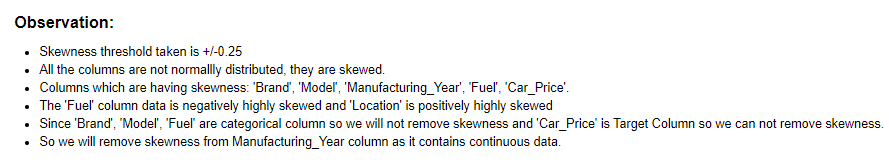 Observation:
Skewness threshold taken is +/-0.25
All the columns are not normallly distributed, they are skewed.
Columns which are having skewness: 'Brand', 'Model', 'Manufacturing_Year', 'Fuel', 'Car_Price'.
The 'Fuel' column data is negatively highly skewed and 'Location' is positively highly skewed
Since 'Brand', 'Model', 'Fuel' are categorical column so we will not remove skewness and 'Car_Price' is Target Column so we can not remove skewness.
So we will remove skewness from Manufacturing_Year column as it contains continuous data.